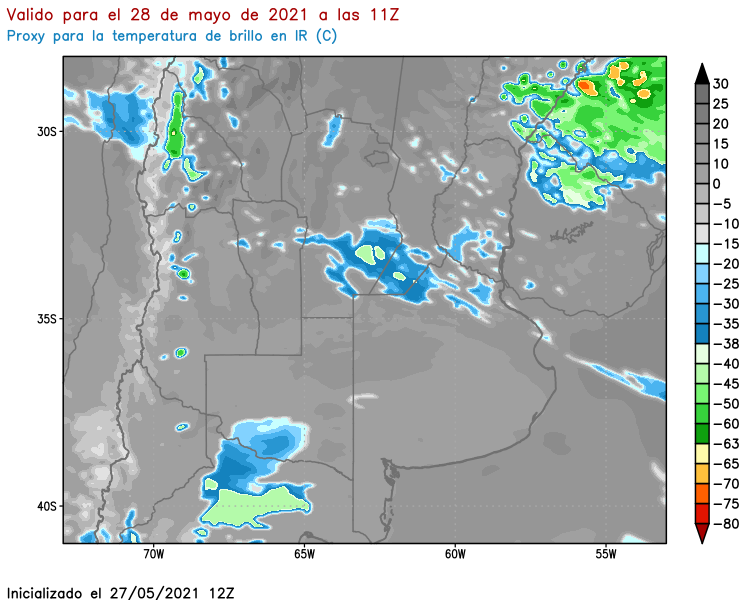 Valido para el 28 de mayo de 2021 a las 11Z
Proxy para la temperatura de brillo en IR (C)
30S
35S
40S
70W
65W
60W
55W
30
25
20
15
10
0
−5
−10
−15
−20
−25
−30
−35
−38
−40
−45
−50
−60
−63
−65
−70
−75
−80
Inicializado el 27/05/2021 12Z